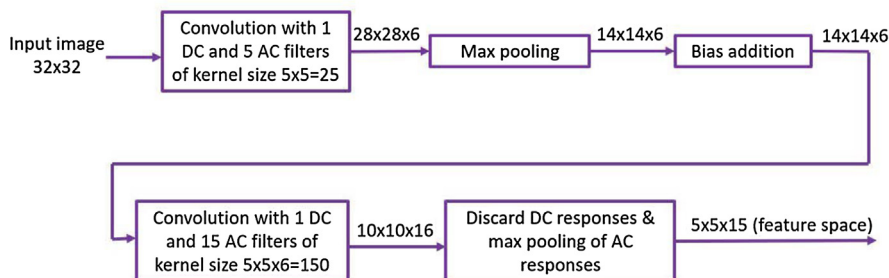 Input image
32x32
Convolution with 1
DC and 5 AC filters
of kernel size 5x5=25
28x28x6
Max pooling
14x14x6
Bias addition
14x14x6
Convolution with 1 DC
and 15 AC filters of
kernel size 5x5x6=150
10x10x16
Discard DC responses &
max pooling of AC
responses
5x5x15 (feature space)